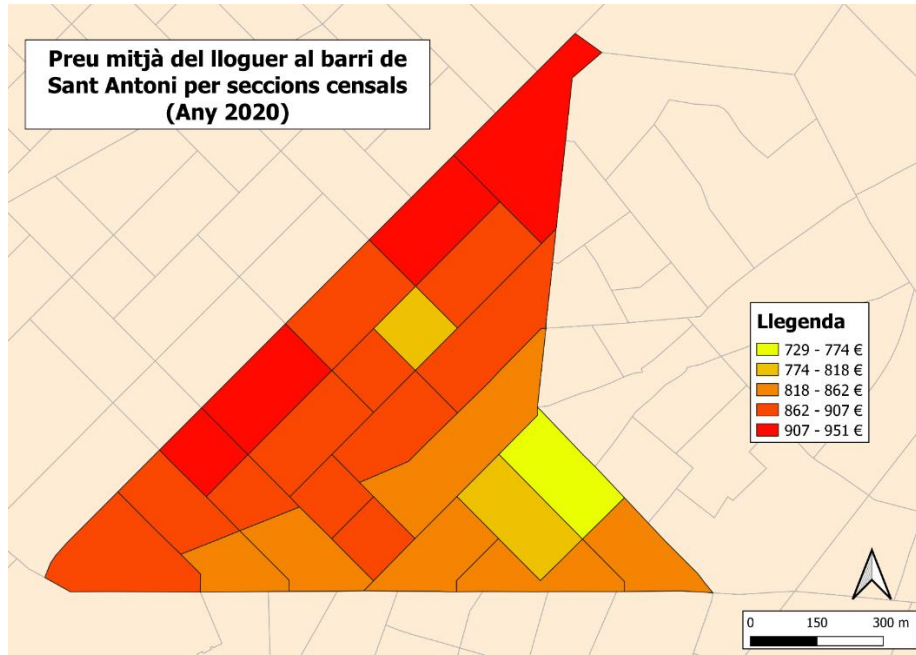 Preu mitjà del lloguer al barri de
Sant Antoni per seccions censals
(Any 2020)
Llegenda
729 - 774 €
774 - 818 €
818 - 862 €
862 - 907 €
907 - 951 €
0 150 300 m